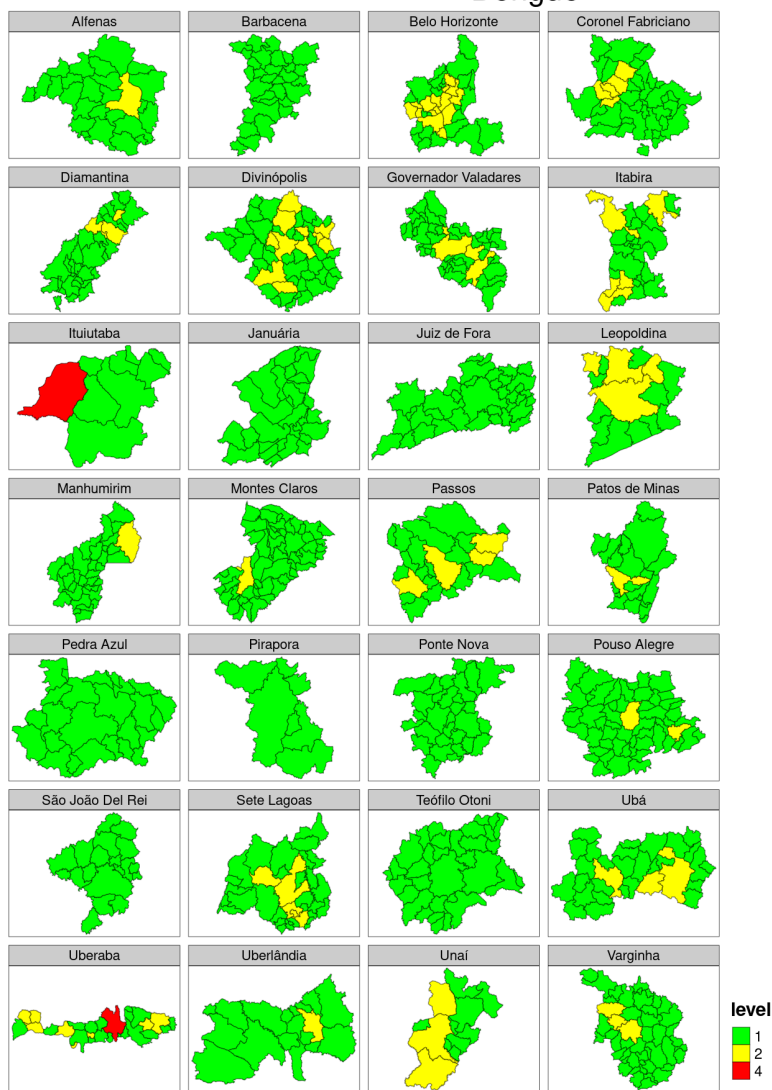 Dengue
Alfenas
Barbacena
Belo Horizonte
Coronel Fabriciano
Diamantina
Divinópolis
Governador Valadares
Itabira
Ituiutaba
Januária
Juiz de Fora
Leopoldina
Manhumirim
Montes Claros
Passos
Patos de Minas
Pedra Azul
Pirapora
Ponte Nova
Pouso Alegre
São João Del Rei
Sete Lagoas
Teófilo Otoni
Ubá
Uberaba
Uberlândia
Unaí
Varginha
level
1
2
4